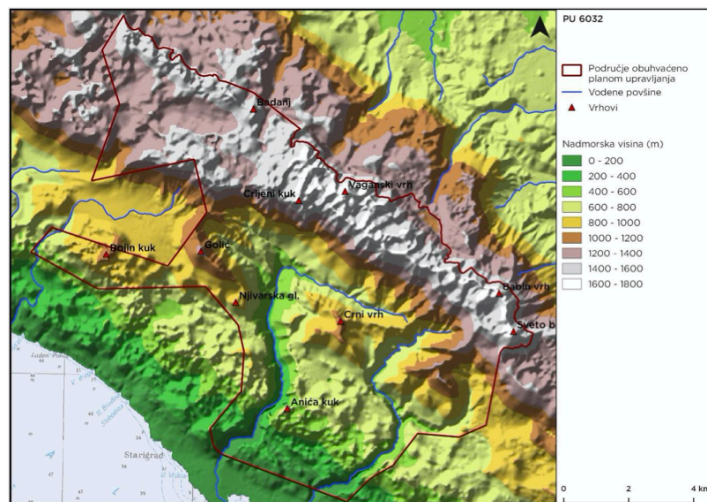 PU 6032
Područje obuhvaćeno
planom upravljanja
Vodene površine
Vrhovi
Nadmorska visina (m)
0 - 200
200 - 400
400 - 600
600 - 800
800 - 1000
1000 - 1200
1200 - 1400
1400 - 1600
1600 - 1800
0 2 4 km
Badanj
Vaganski vrh
Crljeni kuk
Bojin kuk
Golić
Babin vrh
Njivarska gl.
Crni vrh
Sveto b
Anića kuk
Starigrad